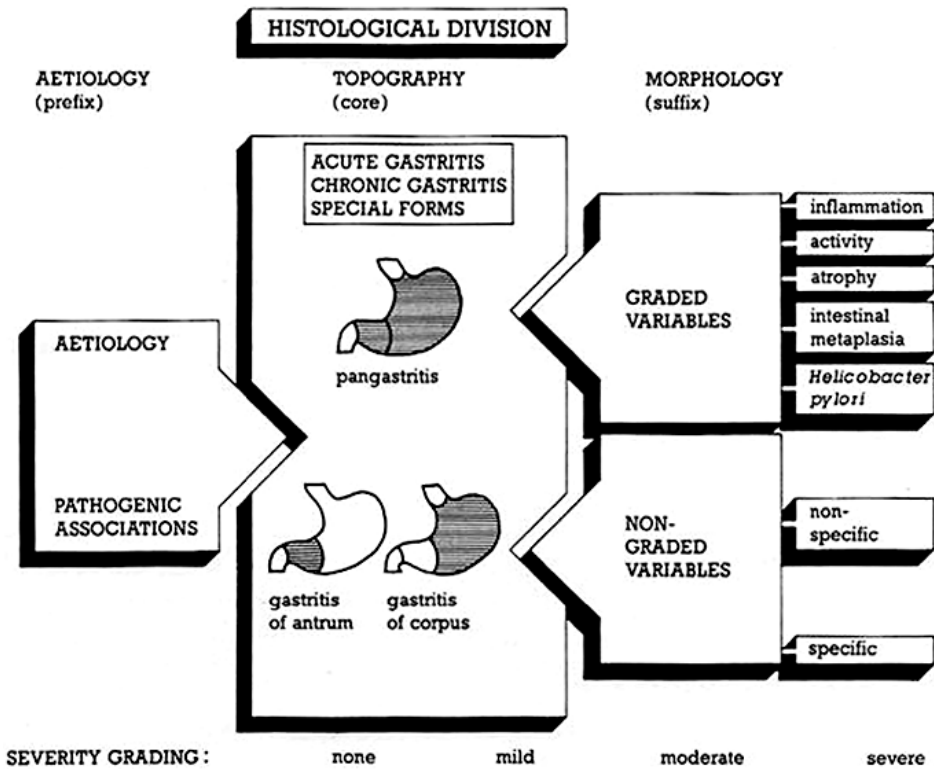 HISTOLOGICAL DIVISION
AETIOLOGY
(prefix)
TOPOGRAPHY
(core)
MORPHOLOGY
(suffix)
ACUTE GASTRITIS
CHRONIC GASTRITIS
SPECIAL FORMS
AETIOLOGY
PATHOGENIC
ASSOCIATIONS
pangastritis
gastritis
of antrum
gastritis
of corpus
GRADED
VARIABLES
inflammation
activity
atrophy
intestinal
metaplasia
Helicobacter
pylori
NON-
GRADED
VARIABLES
non-
specific
specific
SEVERITY GRADING: none mild moderate severe